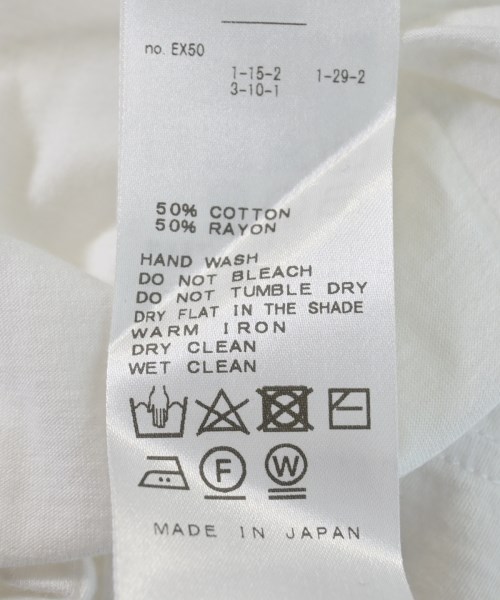 no. EX50
1-15-2 1-29-2
3-10-1
50% COTTON
50% RAYON
HAND WASH
DO NOT BLEACH
DO NOT TUMBLE DRY
DRY FLAT IN THE SHADE
WARM IRON
DRY CLEAN
WET CLEAN
F W
MADE IN JAPAN